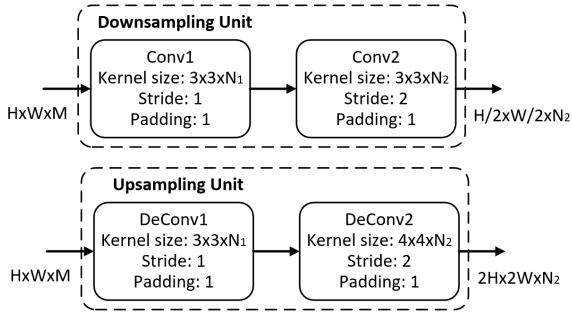 Downsampling Unit
Conv1
Kernel size: 3x3xN₁
Stride: 1
Padding: 1
Conv2
Kernel size: 3x3xN₂
Stride: 2
Padding: 1
HxWxM
H/2xW/2xN₂
Upsampling Unit
DeConv1
Kernel size: 3x3xN₁
Stride: 1
Padding: 1
DeConv2
Kernel size: 4x4xN₂
Stride: 2
Padding: 1
HxWxM
2Hx2WxN₂